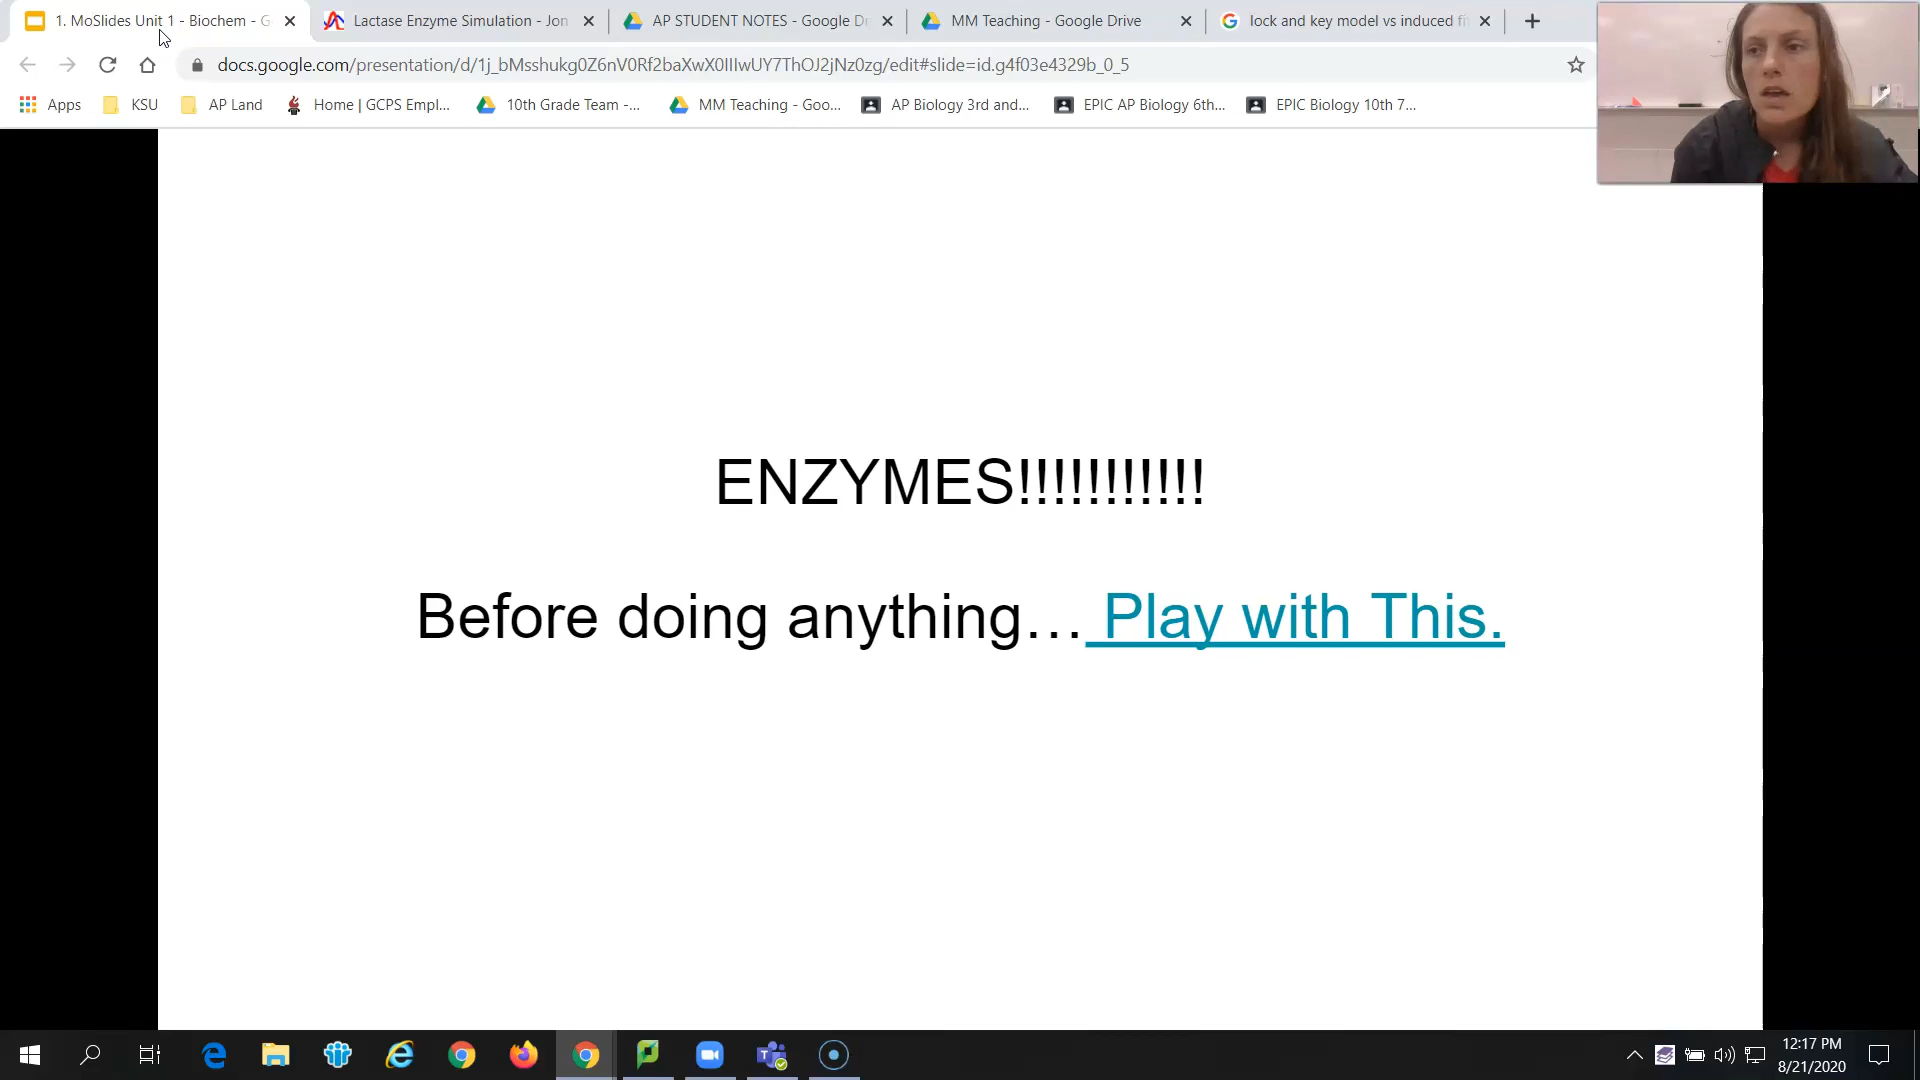 1. MoSlides Unit 1 - Biochem - G
Lactase Enzyme Simulation - Jon
AP STUDENT NOTES - Google Dr
MM Teaching - Google Drive
lock and key model vs induced fi
docs.google.com/presentation/d/1j_bMsshukg0Z6nV0Rf2baXwX0IIIwUY7ThOJ2jNz0zg/edit#slide=id.g4f03e4329b_0_5
Apps
KSU
AP Land
Home | GCPS Empl...
10th Grade Team -...
MM Teaching - Goo...
AP Biology 3rd and...
EPIC AP Biology 6th...
EPIC Biology 10th 7...
ENZYMES!!!!!!!!!!!
Before doing anything... Play with This.
12:17 PM
8/21/2020